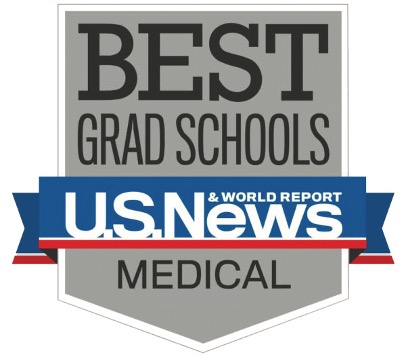 BEST
GRAD SCHOOLS
& WORLD REPORT
U.S.News
MEDICAL